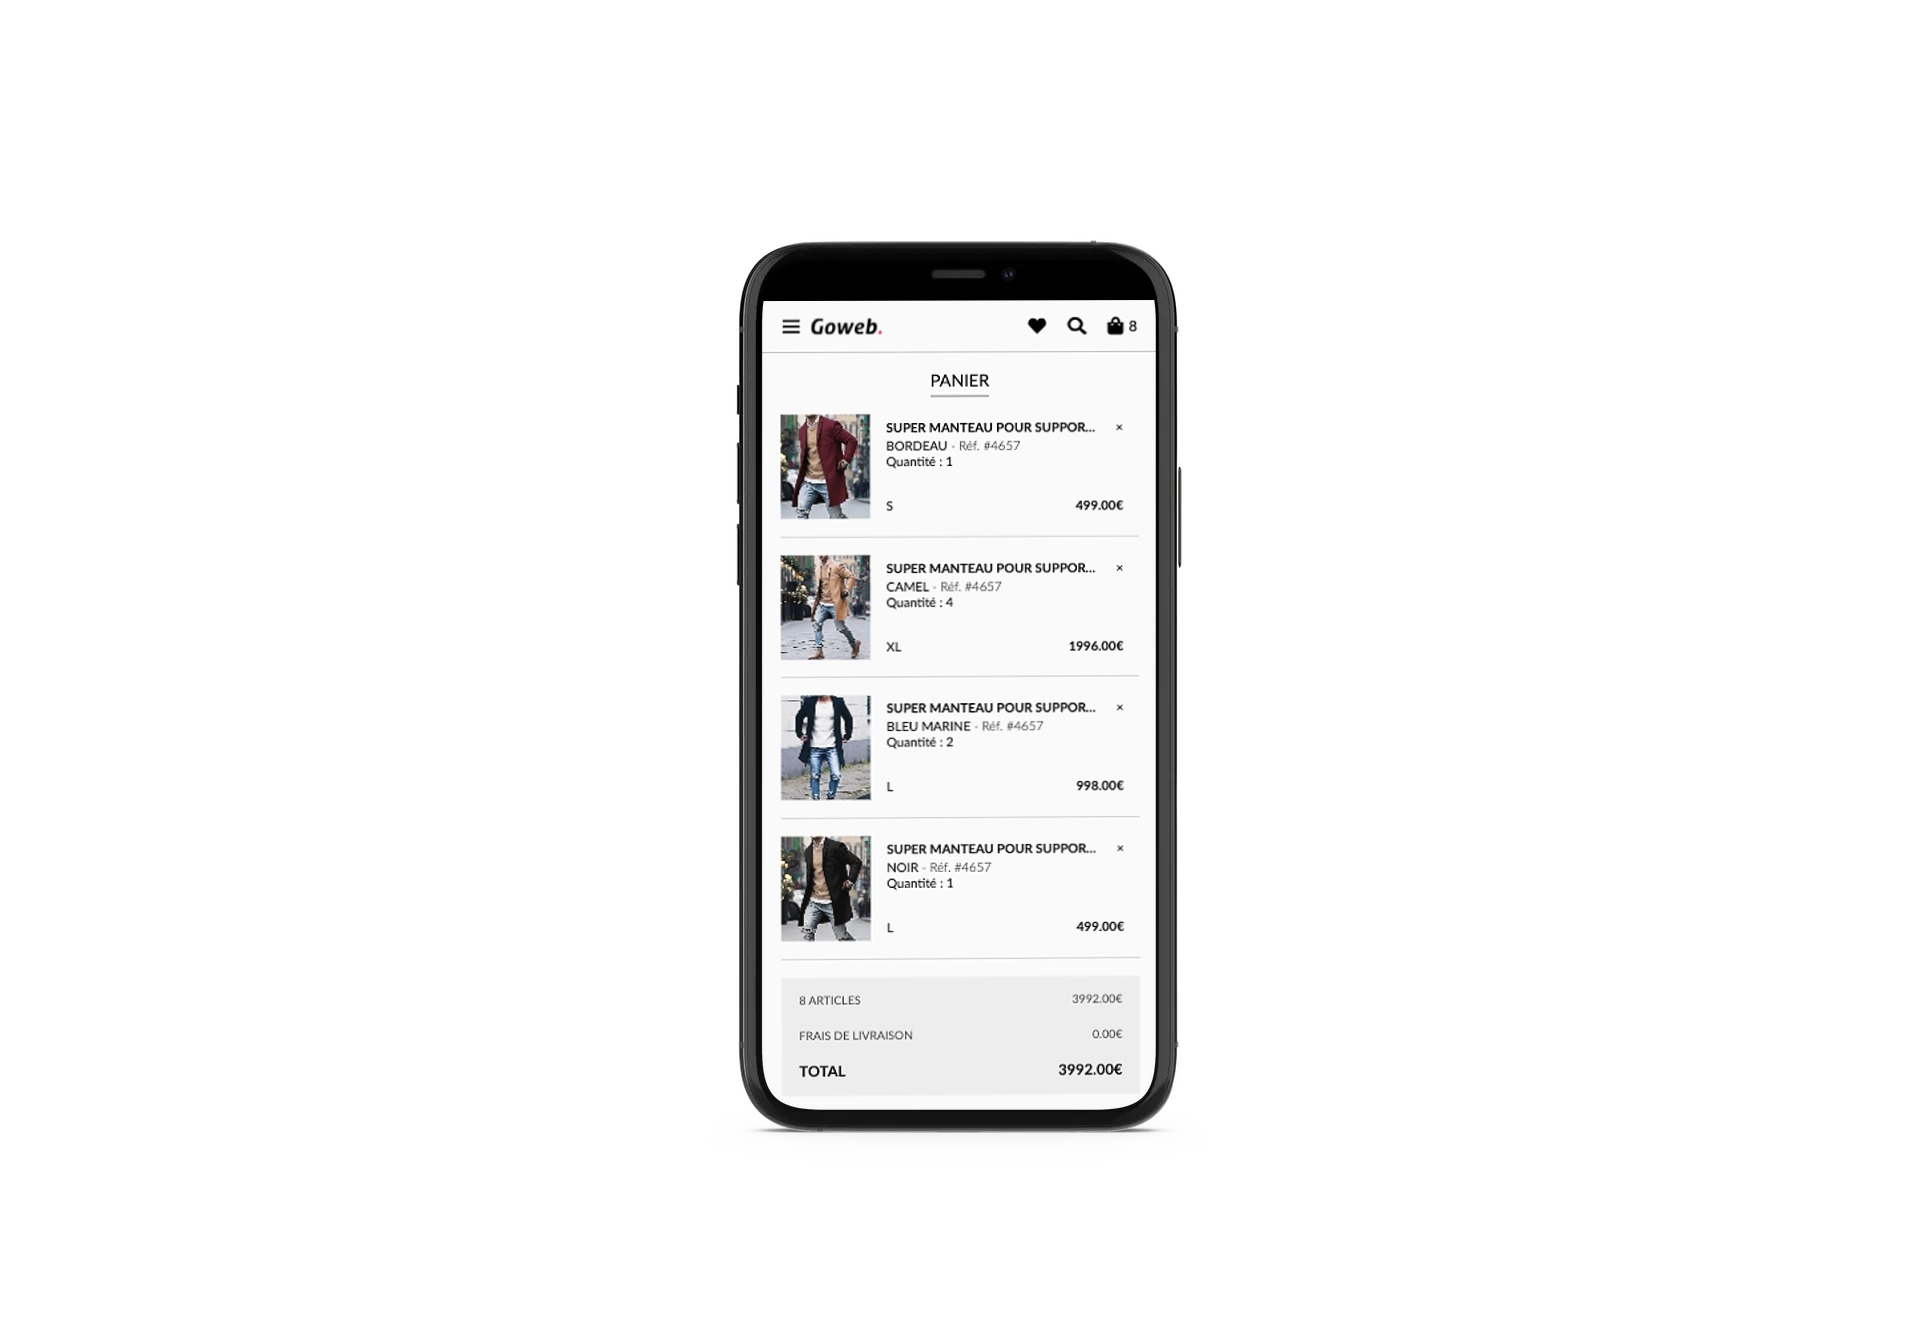 Goweb.
8
PANIER
SUPER MANTEAU POUR SUPPOR... ×
BORDEAU - Réf. #4657
Quantité : 1
S 499.00€
SUPER MANTEAU POUR SUPPOR... ×
CAMEL - Réf. #4657
Quantité : 4
XL 1996.00€
SUPER MANTEAU POUR SUPPOR... ×
BLEU MARINE - Réf. #4657
Quantité : 2
L 998.00€
SUPER MANTEAU POUR SUPPOR... ×
NOIR - Réf. #4657
Quantité : 1
L 499.00€
8 ARTICLES 3992.00€
FRAIS DE LIVRAISON 0.00€
TOTAL 3992.00€